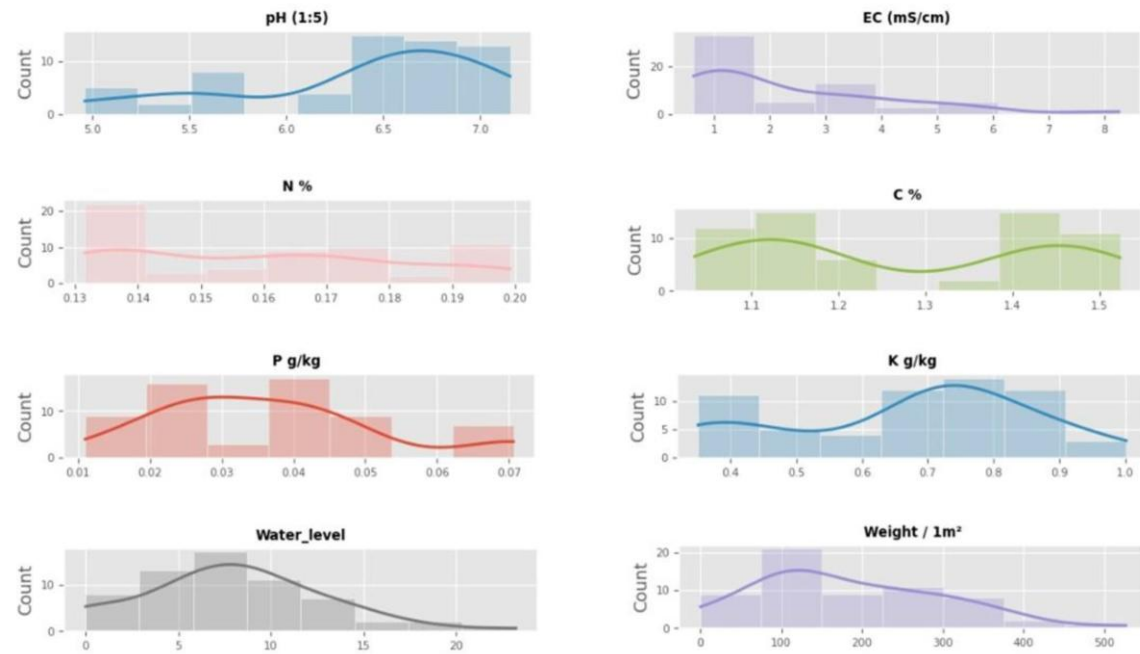 pH (1:5)
Count
10
0
5.0 5.5 6.0 6.5 7.0
EC (mS/cm)
Count
20
0
1 2 3 4 5 6 7 8
N %
Count
20
10
0
0.13 0.14 0.15 0.16 0.17 0.18 0.19 0.20
C %
Count
10
0
1.1 1.2 1.3 1.4 1.5
P g/kg
Count
10
0
0.01 0.02 0.03 0.04 0.05 0.06 0.07
K g/kg
Count
10
5
0
0.4 0.5 0.6 0.7 0.8 0.9 1.0
Water_level
Count
10
0
0 5 10 15 20
Weight / 1m²
Count
20
10
0
0 100 200 300 400 500